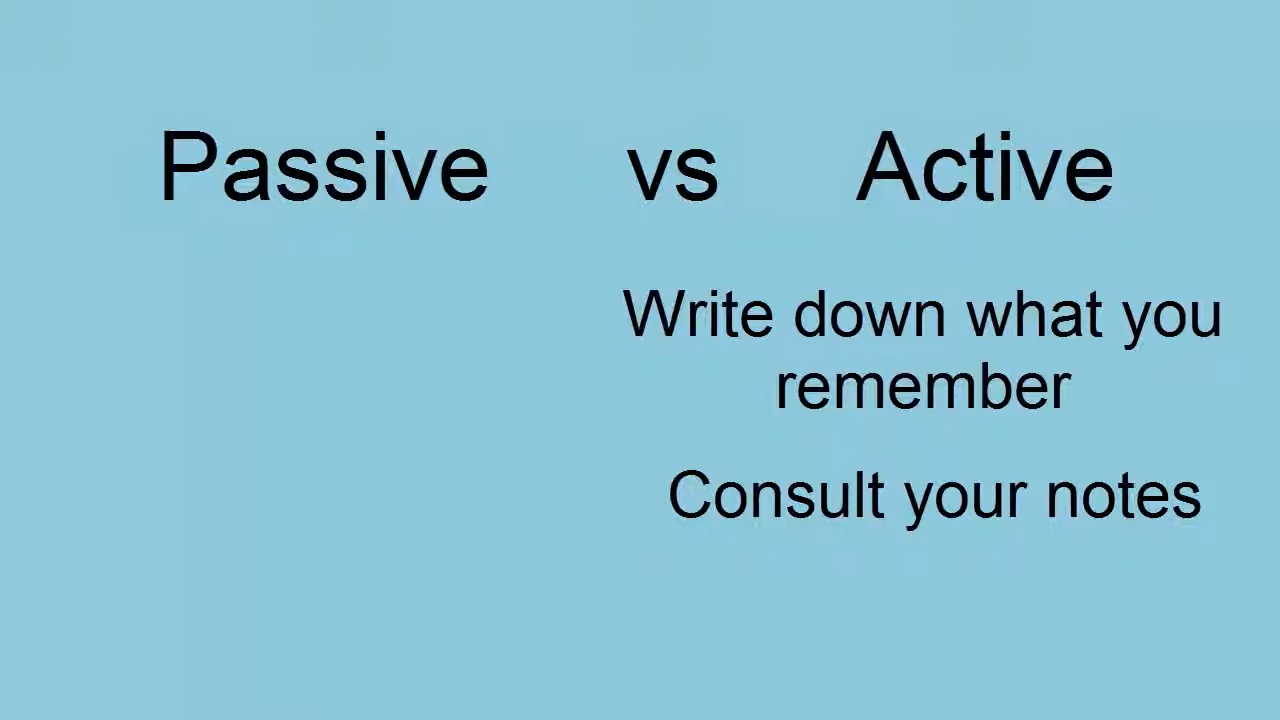 Passive vs Active
Write down what you
remember
Consult your notes